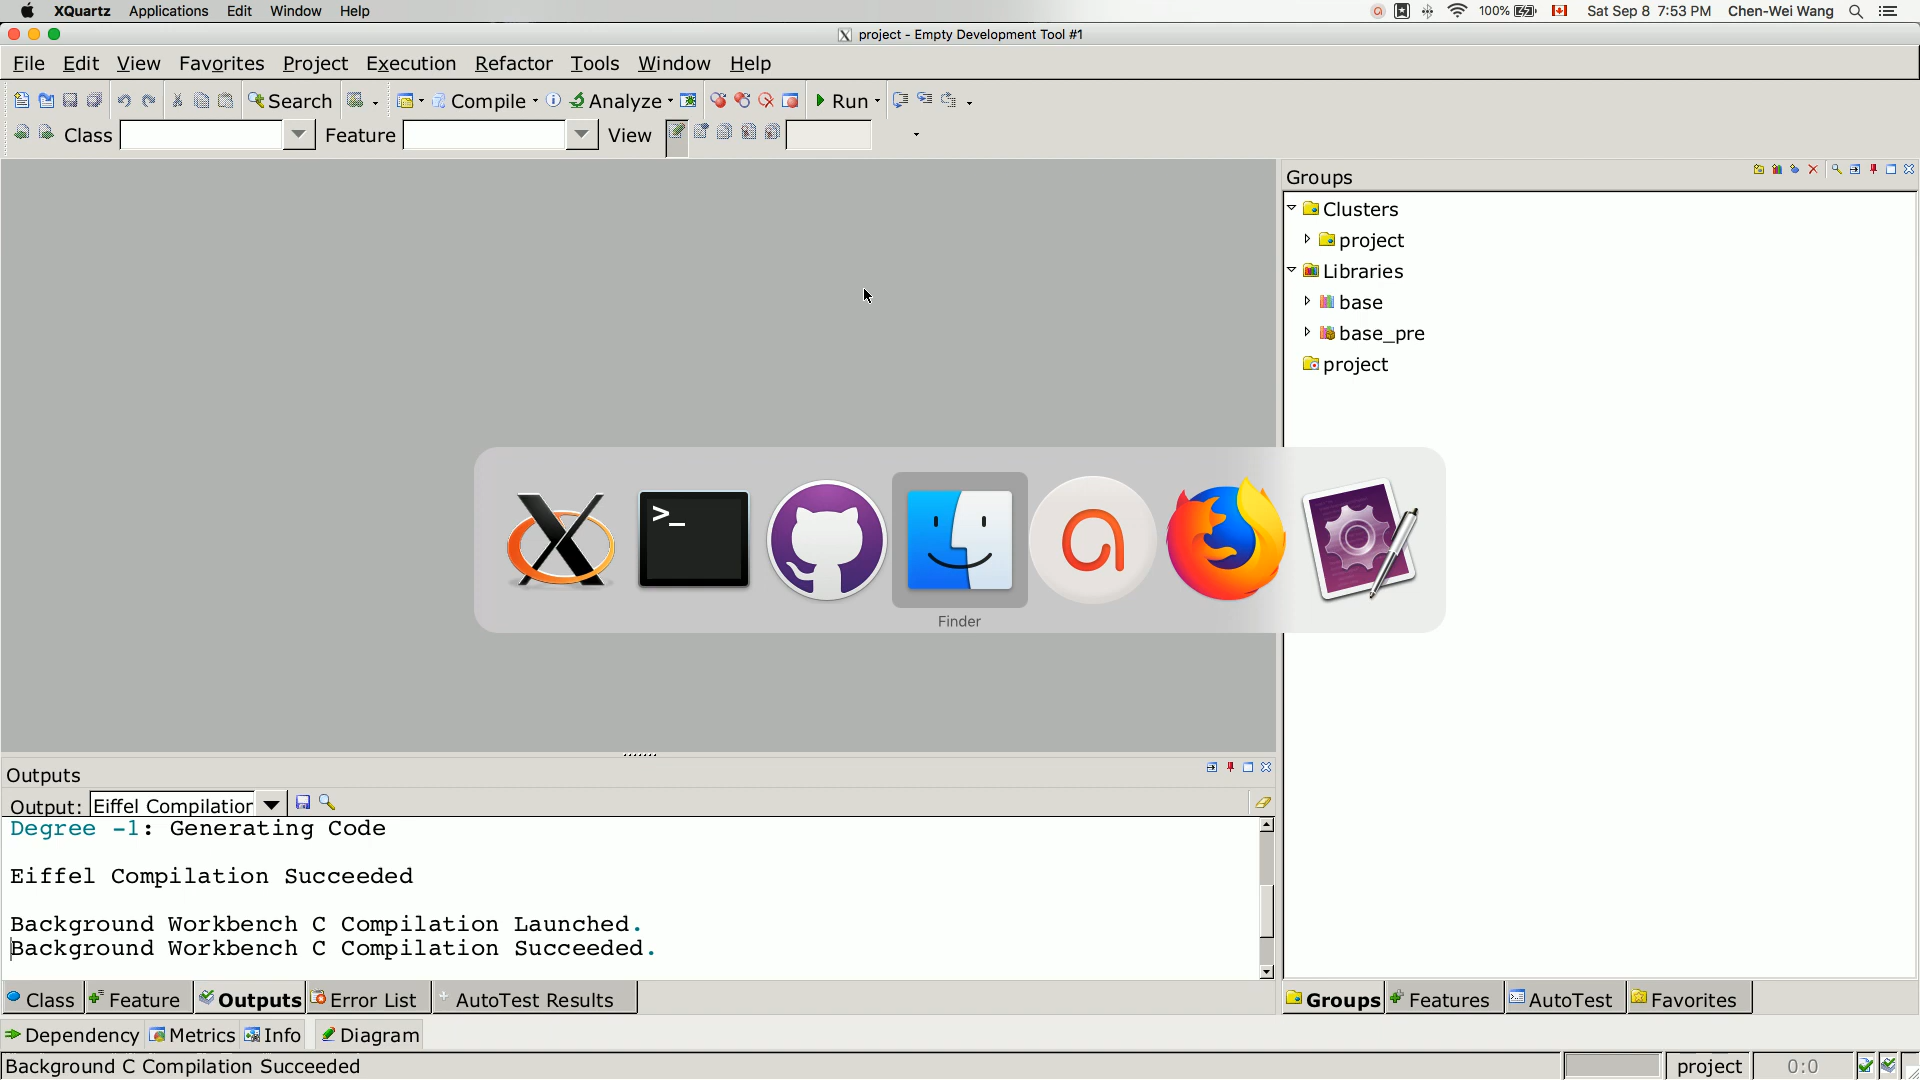 XQuartz Applications Edit Window Help 100% Sat Sep 8 7:53 PM Chen-Wei Wang
project - Empty Development Tool #1
File Edit View Favorites Project Execution Refactor Tools Window Help
Search Compile Analyze Run
Class Feature View
Groups
Clusters
project
Libraries
base
base_pre
project
>_
Finder
Outputs
Output: Eiffel Compilation
Degree -1: Generating Code
Eiffel Compilation Succeeded
Background Workbench C Compilation Launched.
Background Workbench C Compilation Succeeded.
Class Feature Outputs Error List AutoTest Results Groups Features AutoTest Favorites
Dependency Metrics Info Diagram
Background C Compilation Succeeded project 0:0